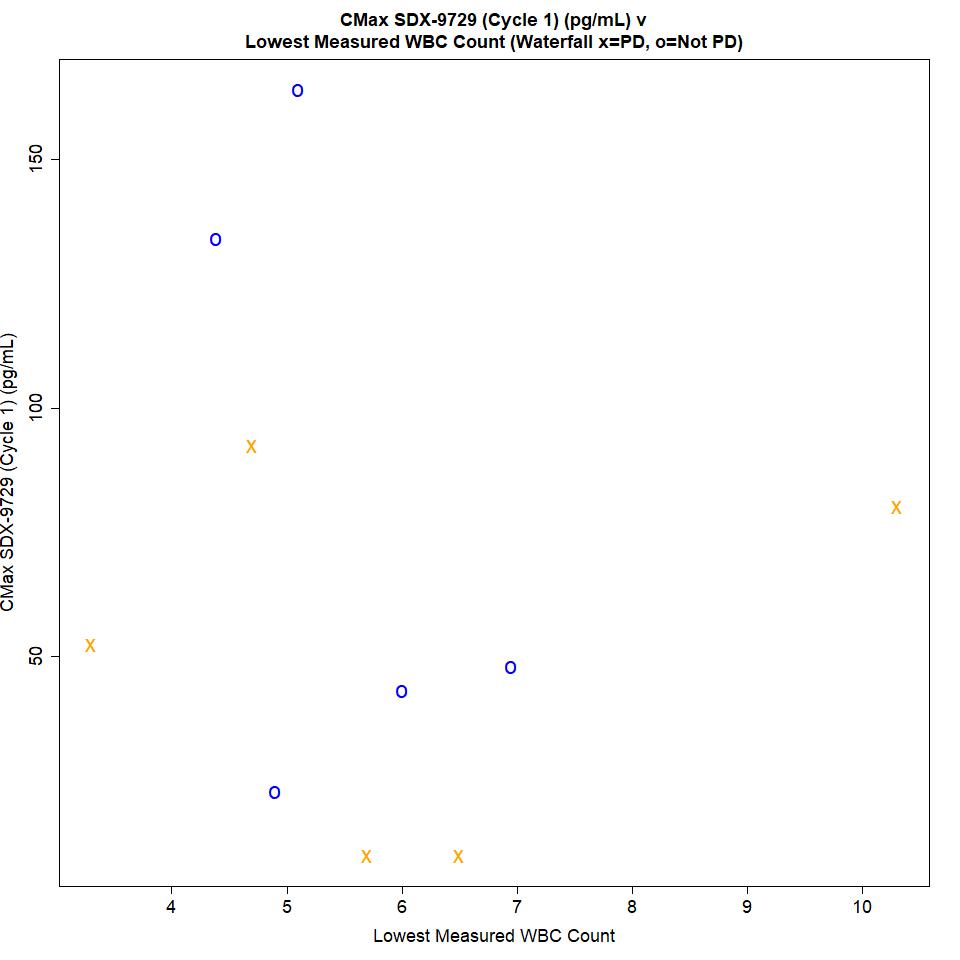 CMax SDX-9729 (Cycle 1) (pg/mL) v
Lowest Measured WBC Count (Waterfall x=PD, o=Not PD)
CMax SDX-9729 (Cycle 1) (pg/mL)
150
100
50
o
o
x
x
x
o
o
o
x
x
4 5 6 7 8 9 10
Lowest Measured WBC Count